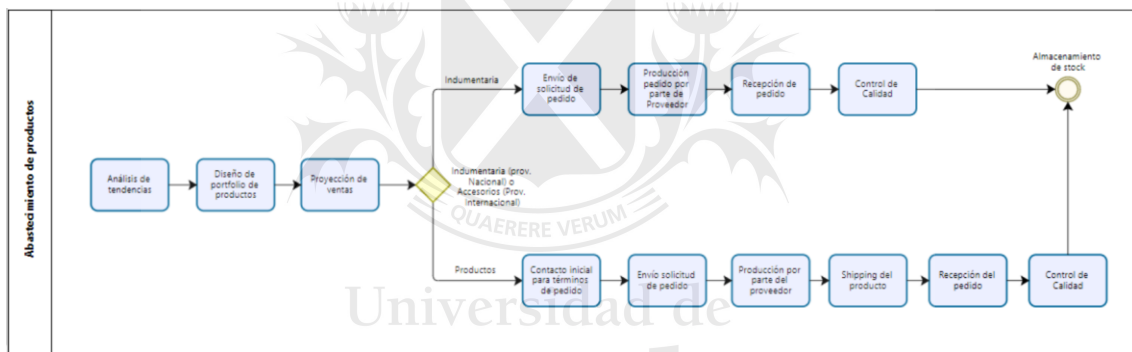 Abastecimiento de productos
Análisis de
tendencias
Diseño de
portfolio de
productos
Proyección de
ventas
Indumentaria (prov.
Nacional) o
Accesorios (Prov.
Internacional)
Indumentaria
Envío de
solicitud de
pedido
Producción
pedido por
parte de
Proveedor
Recepción de
pedido
Control de
Calidad
Almacenamiento
de stock
Productos
Contacto inicial
para términos
de pedido
Envío solicitud
de pedido
Producción por
parte del
proveedor
Shipping del
producto
Recepción del
pedido
Control de
Calidad
QUAERERE VERUM
Universidad de